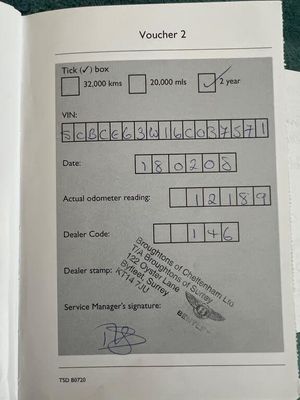 Voucher 2
Tick (✓) box
32,000 kms 20,000 mls ✓ 2 year
VIN:
SCBCE63W16C037571
Date:
180208
Actual odometer reading:
12189
Dealer Code:
146
Dealer stamp:
Broughtons of Cheltenham Ltd
T/A Broughtons of Surrey
122 Oyster Lane
Byfleet, Surrey
KT14 7JU
BENTLEY
Service Manager's signature:
TSD B0720